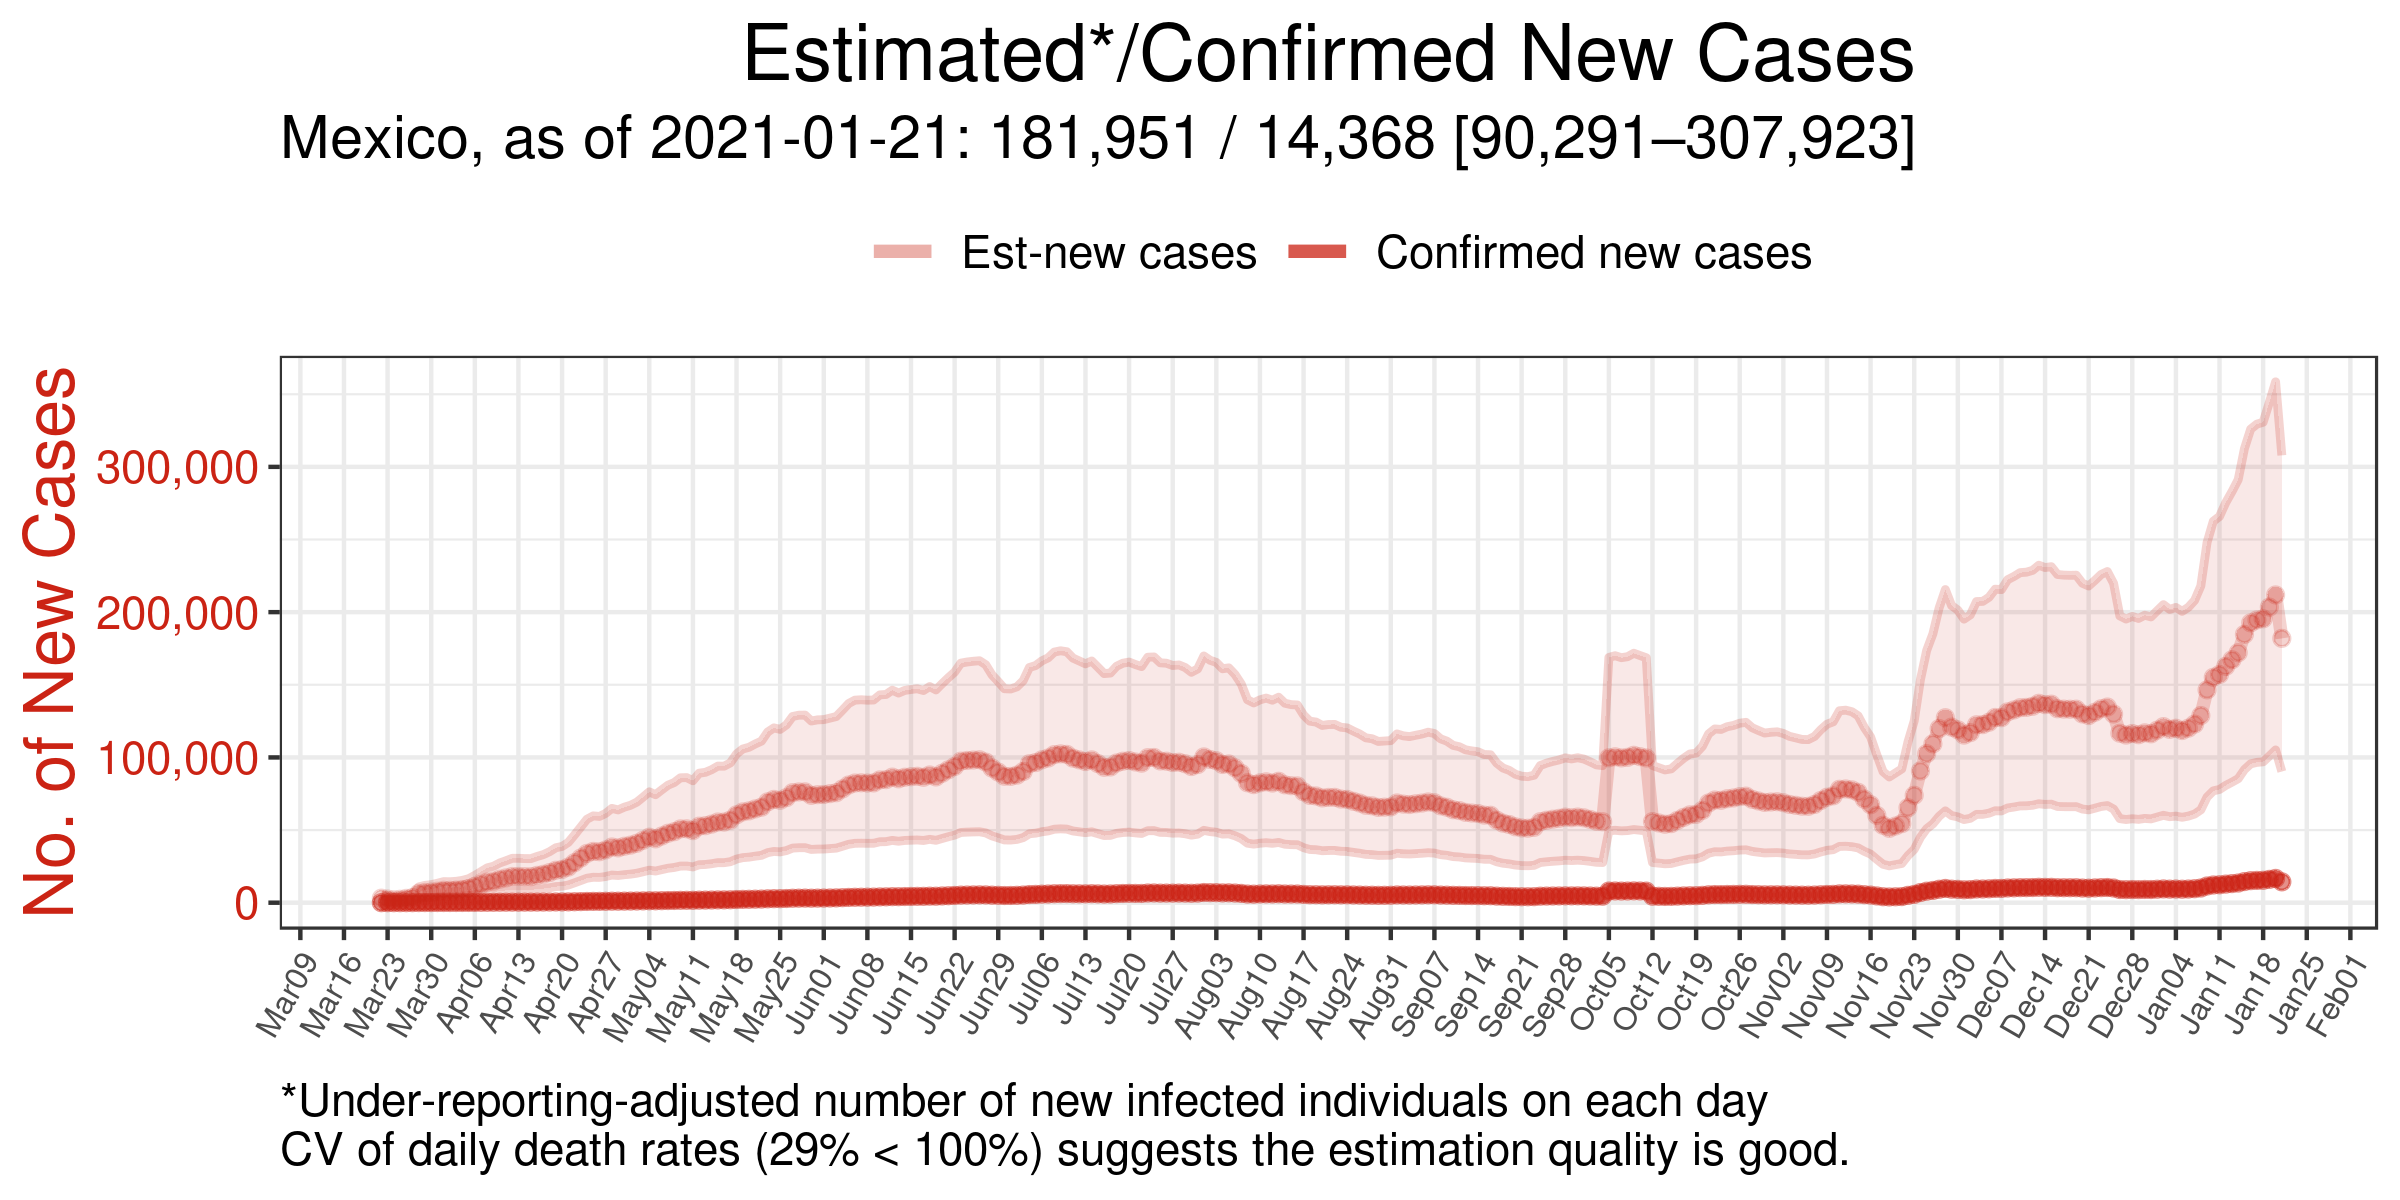 Estimated*/Confirmed New Cases
Mexico, as of 2021-01-21: 181,951 / 14,368 [90,291–307,923]
Est-new cases Confirmed new cases
No. of New Cases
300,000
200,000
100,000
0
Mar09 Mar16 Mar23 Mar30 Apr06 Apr13 Apr20 Apr27 May04 May11 May18 May25 Jun01 Jun08 Jun15 Jun22 Jun29 Jul06 Jul13 Jul20 Jul27 Aug03 Aug10 Aug17 Aug24 Aug31 Sep07 Sep14 Sep21 Sep28 Oct05 Oct12 Oct19 Oct26 Nov02 Nov09 Nov16 Nov23 Nov30 Dec07 Dec14 Dec21 Dec28 Jan04 Jan11 Jan18 Jan25 Feb01
*Under-reporting-adjusted number of new infected individuals on each day
CV of daily death rates (29% < 100%) suggests the estimation quality is good.